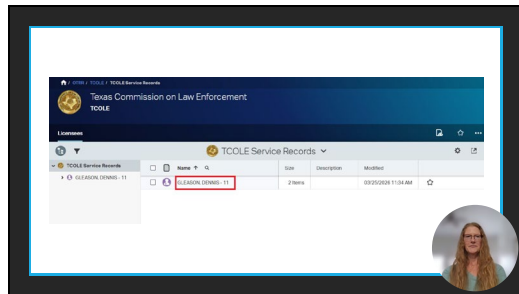 OTSR / TCOLE / TCOLE Service Records
Texas Commission on Law Enforcement
TCOLE
Licensees
TCOLE Service Records
TCOLE Service Records
Name Size Description Modified
GLEASON, DENNIS - 11
GLEASON, DENNIS - 11 2 Items 03/25/2026 11:34 AM